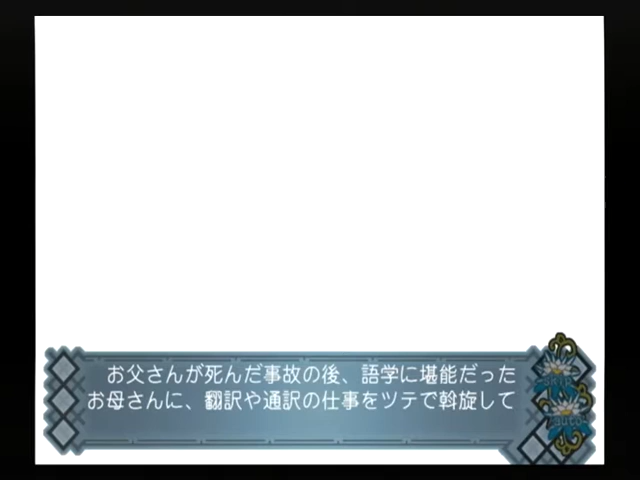 お父さんが死んだ事故の後、語学に堪能だった
お母さんに、翻訳や通訳の仕事をツテで斡旋して
skip
auto